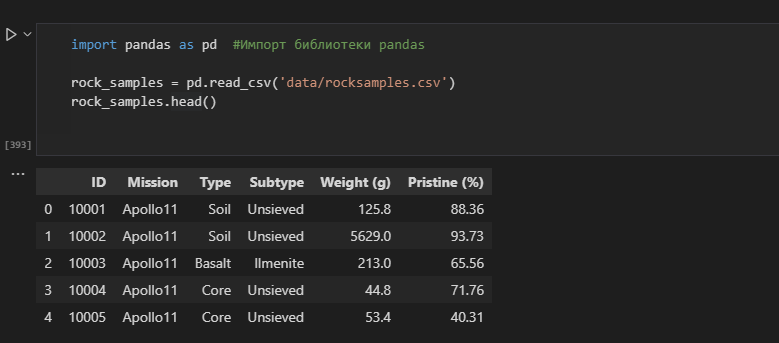 import pandas as pd  #Импорт библиотеки pandas
rock_samples = pd.read_csv('data/rocksamples.csv')
rock_samples.head()
[393]
...
ID Mission Type Subtype Weight (g) Pristine (%)
0 10001 Apollo11 Soil Unsieved 125.8 88.36
1 10002 Apollo11 Soil Unsieved 5629.0 93.73
2 10003 Apollo11 Basalt Ilmenite 213.0 65.56
3 10004 Apollo11 Core Unsieved 44.8 71.76
4 10005 Apollo11 Core Unsieved 53.4 40.31